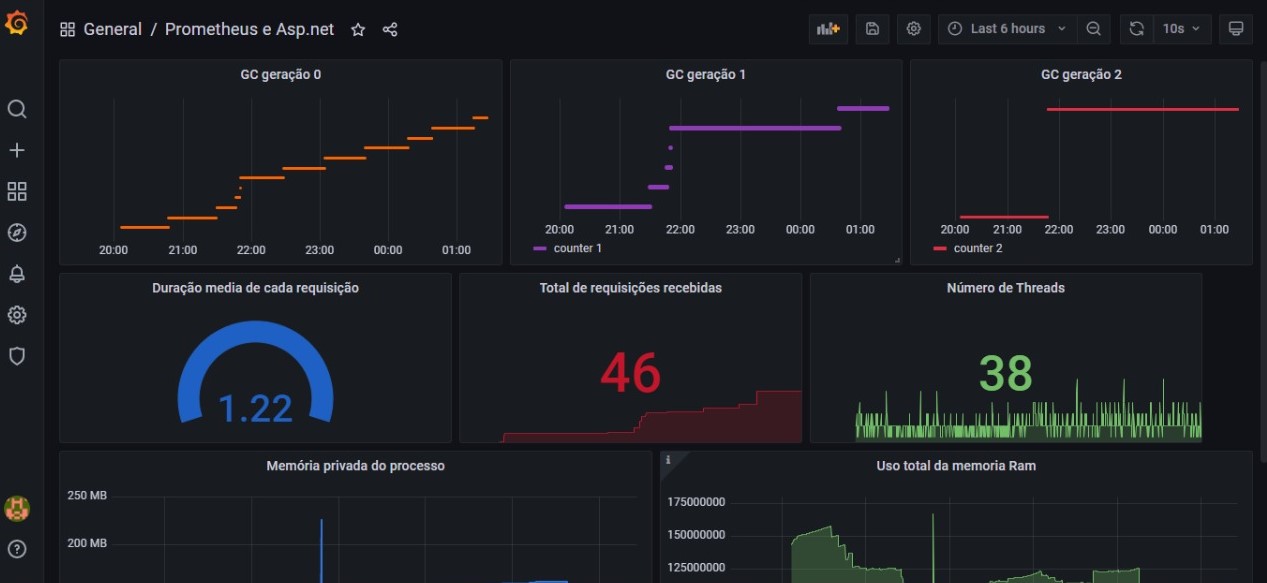 General / Prometheus e Asp.net
Last 6 hours
10s
GC geração 0
20:00 21:00 22:00 23:00 00:00 01:00
GC geração 1
20:00 21:00 22:00 23:00 00:00 01:00
counter 1
GC geração 2
20:00 21:00 22:00 23:00 00:00 01:00
counter 2
Duração media de cada requisição
1.22
Total de requisições recebidas
46
Número de Threads
38
Memória privada do processo
250 MB
200 MB
i
Uso total da memoria Ram
175000000
150000000
125000000